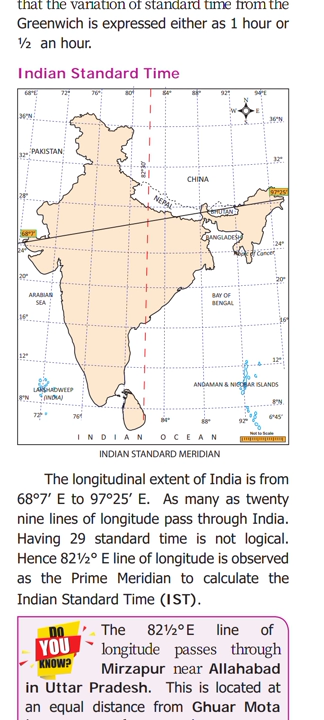 that the variation of standard time from the
Greenwich is expressed either as 1 hour or
½ an hour.
Indian Standard Time
68°E 72° 76° 80° 84° 88° 92° 94°E
N
W E
S
36°N 36°N
82°30'
PAKISTAN
32° 32°
CHINA
28°
97°25'
NEPAL
BHUTAN
68°7'
BANGLADESH
24° 24°
Tropic of Cancer
20° 20°
ARABIAN
SEA
BAY OF
BENGAL
16° 16°
12° 12°
LAKSHADWEEP
(INDIA)
ANDAMAN & NICOBAR ISLANDS
8°N 8°N
72° 76° 84° 88° 92° 6°45'
Not to Scale
INDIAN OCEAN
INDIAN STANDARD MERIDIAN
The longitudinal extent of India is from
68°7′ E to 97°25′ E. As many as twenty
nine lines of longitude pass through India.
Having 29 standard time is not logical.
Hence 82½° E line of longitude is observed
as the Prime Meridian to calculate the
Indian Standard Time (IST).
DO
YOU
KNOW?
The 82½°E line of
longitude passes through
Mirzapur near Allahabad
in Uttar Pradesh. This is located at
an equal distance from Ghuar Mota